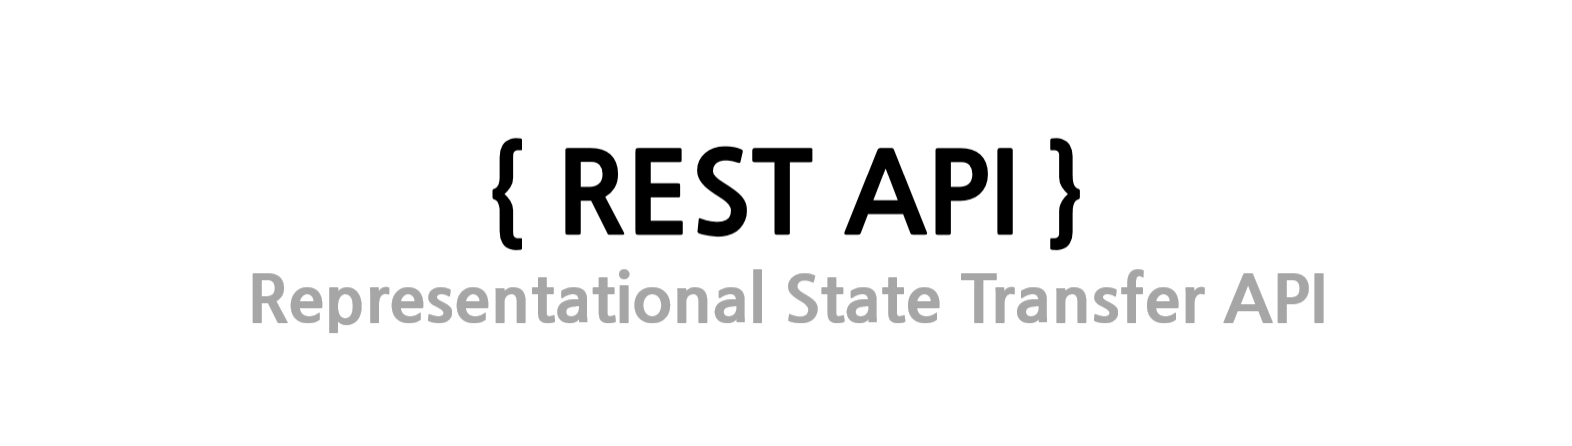 { REST API }
Representational State Transfer API